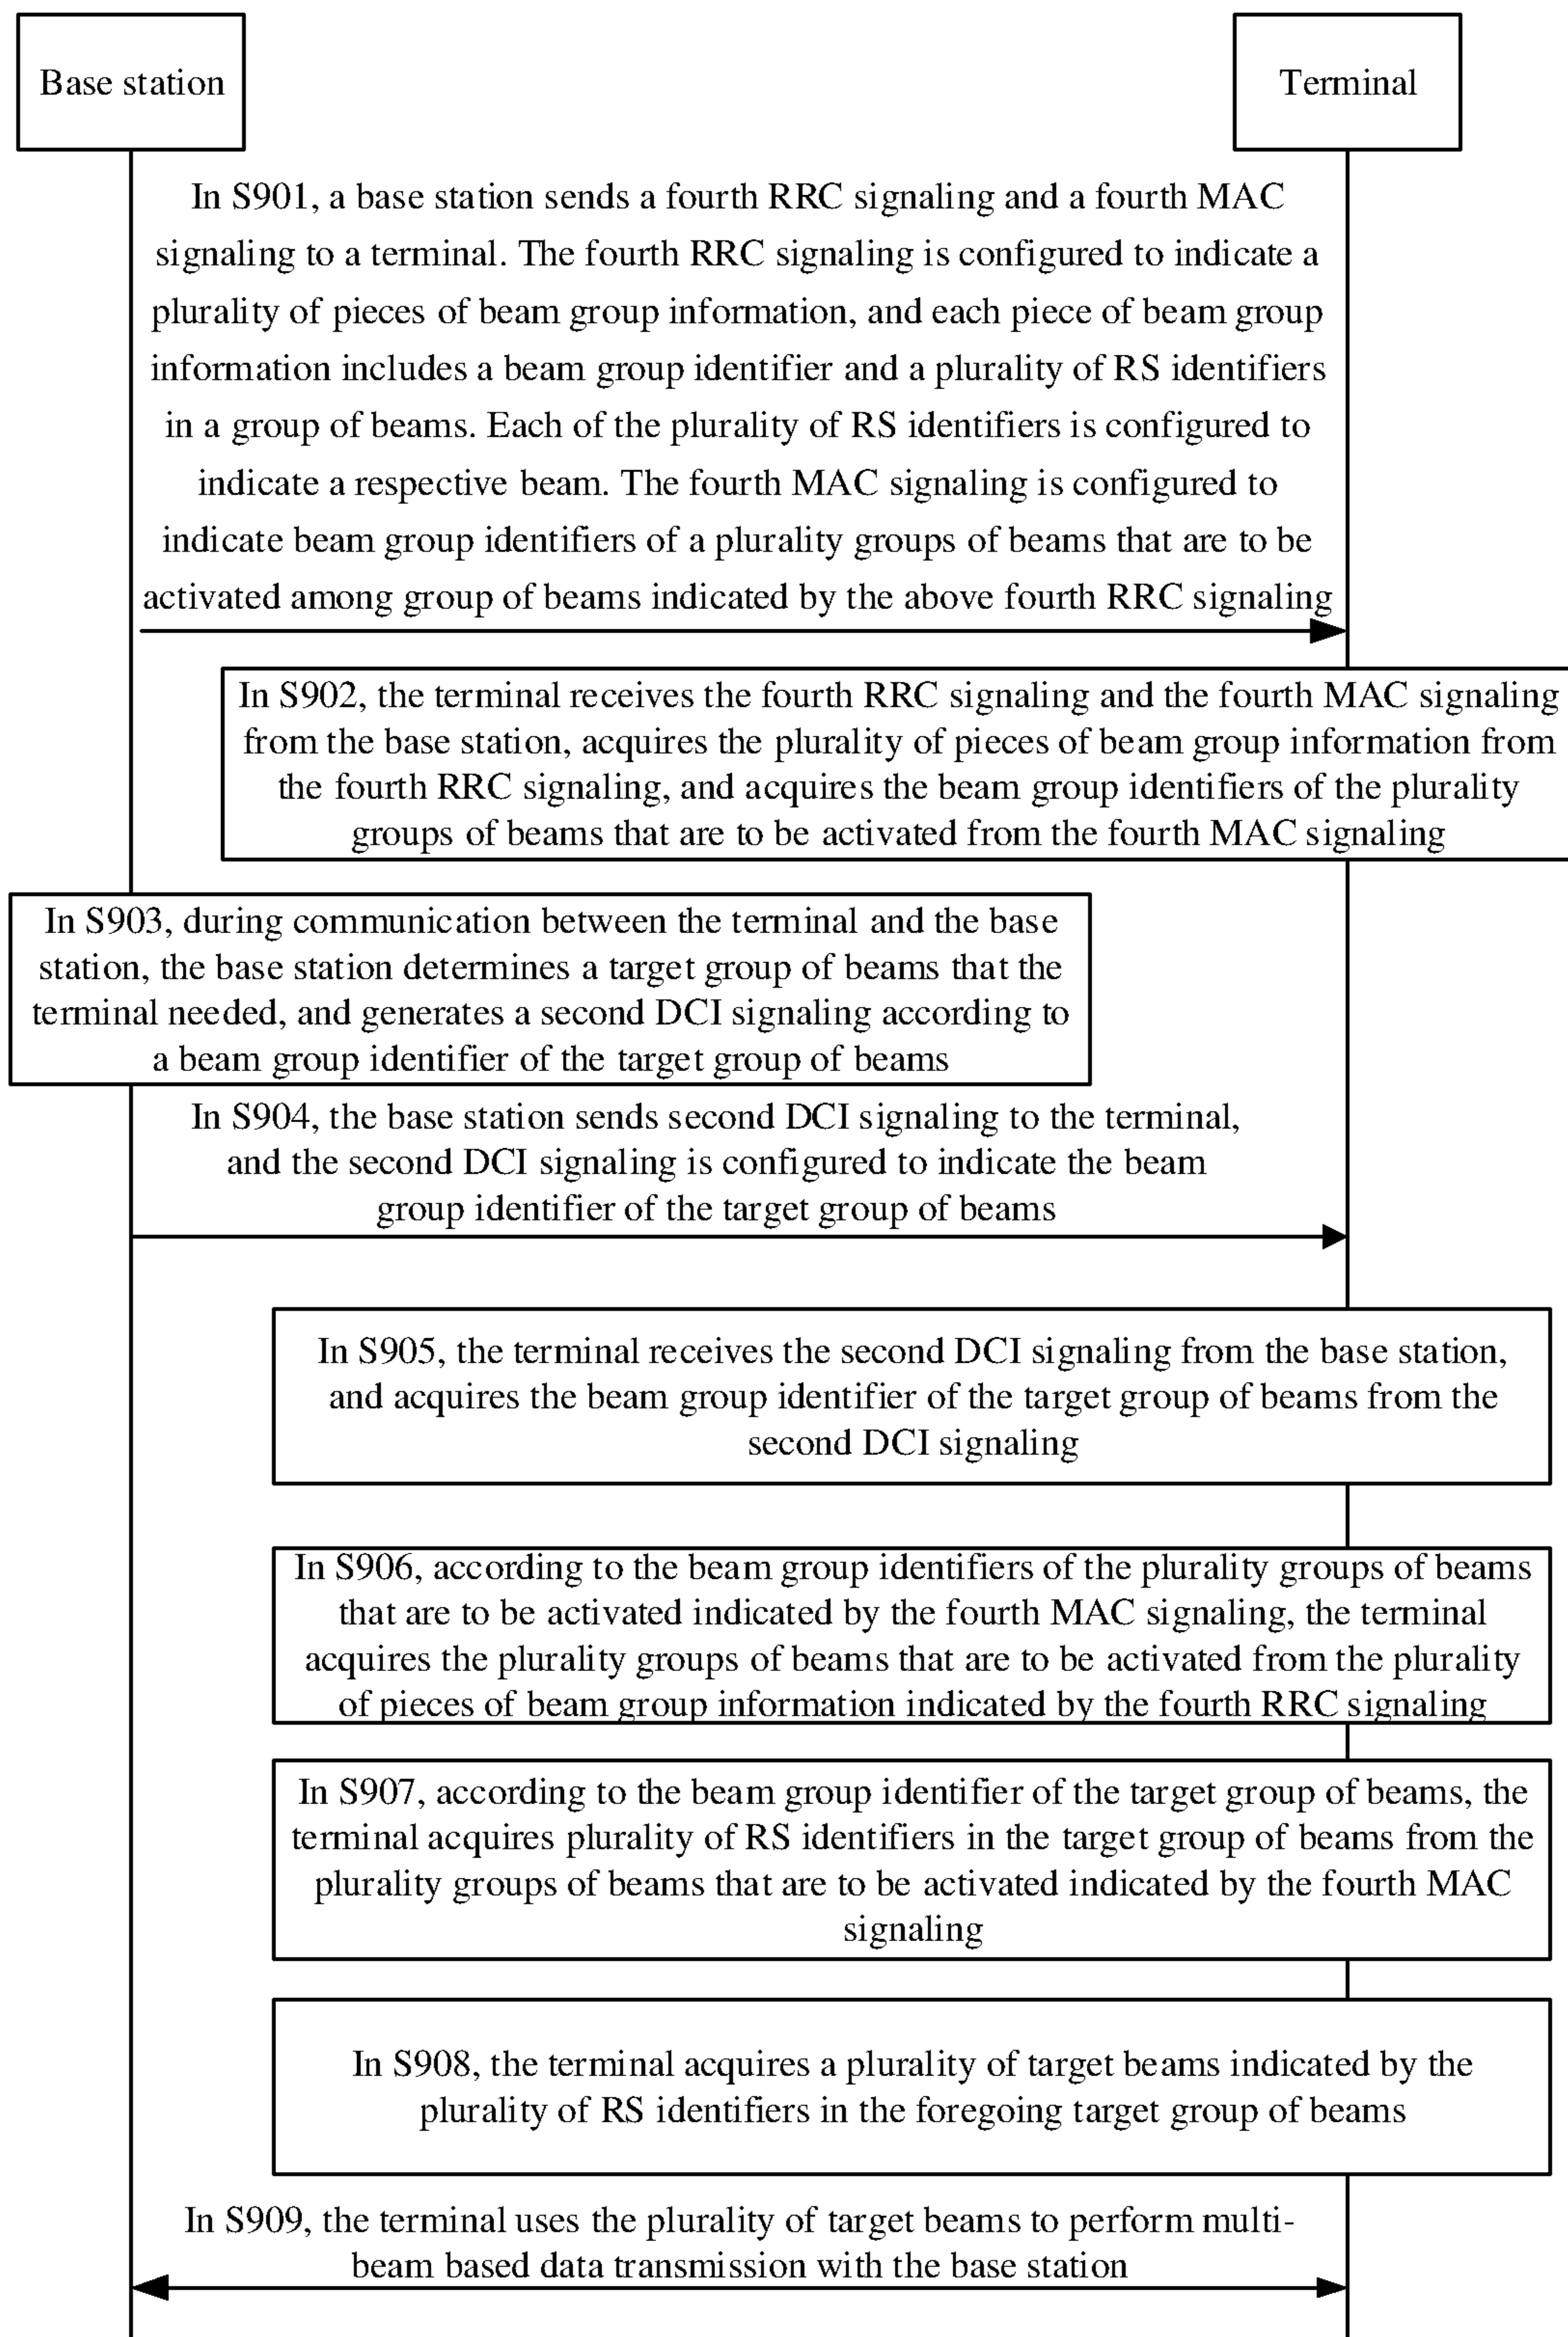 Base station
Terminal
In S901, a base station sends a fourth RRC signaling and a fourth MAC
signaling to a terminal. The fourth RRC signaling is configured to indicate a
plurality of pieces of beam group information, and each piece of beam group
information includes a beam group identifier and a plurality of RS identifiers
in a group of beams. Each of the plurality of RS identifiers is configured to
indicate a respective beam. The fourth MAC signaling is configured to
indicate beam group identifiers of a plurality groups of beams that are to be
activated among group of beams indicated by the above fourth RRC signaling
In S902, the terminal receives the fourth RRC signaling and the fourth MAC signaling
from the base station, acquires the plurality of pieces of beam group information from
the fourth RRC signaling, and acquires the beam group identifiers of the plurality
groups of beams that are to be activated from the fourth MAC signaling
In S903, during communication between the terminal and the base
station, the base station determines a target group of beams that the
terminal needed, and generates a second DCI signaling according to
a beam group identifier of the target group of beams
In S904, the base station sends second DCI signaling to the terminal,
and the second DCI signaling is configured to indicate the beam
group identifier of the target group of beams
In S905, the terminal receives the second DCI signaling from the base station,
and acquires the beam group identifier of the target group of beams from the
second DCI signaling
In S906, according to the beam group identifiers of the plurality groups of beams
that are to be activated indicated by the fourth MAC signaling, the terminal
acquires the plurality groups of beams that are to be activated from the plurality
of pieces of beam group information indicated by the fourth RRC signaling
In S907, according to the beam group identifier of the target group of beams, the
terminal acquires plurality of RS identifiers in the target group of beams from the
plurality groups of beams that are to be activated indicated by the fourth MAC
signaling
In S908, the terminal acquires a plurality of target beams indicated by the
plurality of RS identifiers in the foregoing target group of beams
In S909, the terminal uses the plurality of target beams to perform multi-
beam based data transmission with the base station